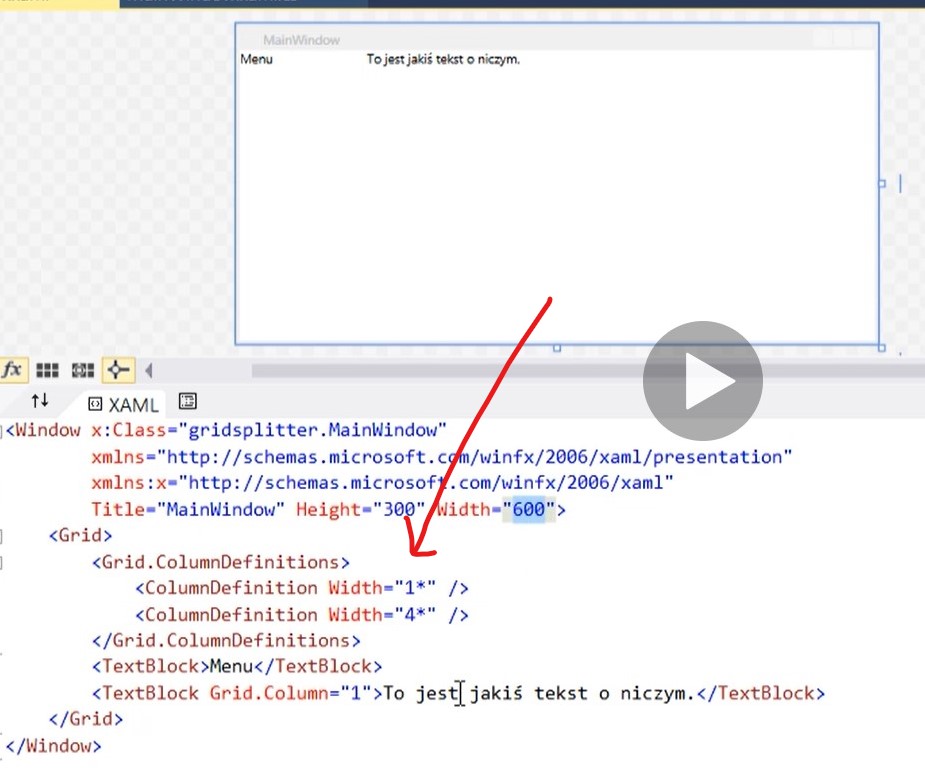 MainWindow
Menu To jest jakiś tekst o niczym.
fx
XAML
<Window x:Class="gridsplitter.MainWindow"
xmlns="http://schemas.microsoft.com/winfx/2006/xaml/presentation"
xmlns:x="http://schemas.microsoft.com/winfx/2006/xaml"
Title="MainWindow" Height="300" Width="600">
<Grid>
<Grid.ColumnDefinitions>
<ColumnDefinition Width="1*" />
<ColumnDefinition Width="4*" />
</Grid.ColumnDefinitions>
<TextBlock>Menu</TextBlock>
<TextBlock Grid.Column="1">To jest jakiś tekst o niczym.</TextBlock>
</Grid>
</Window>